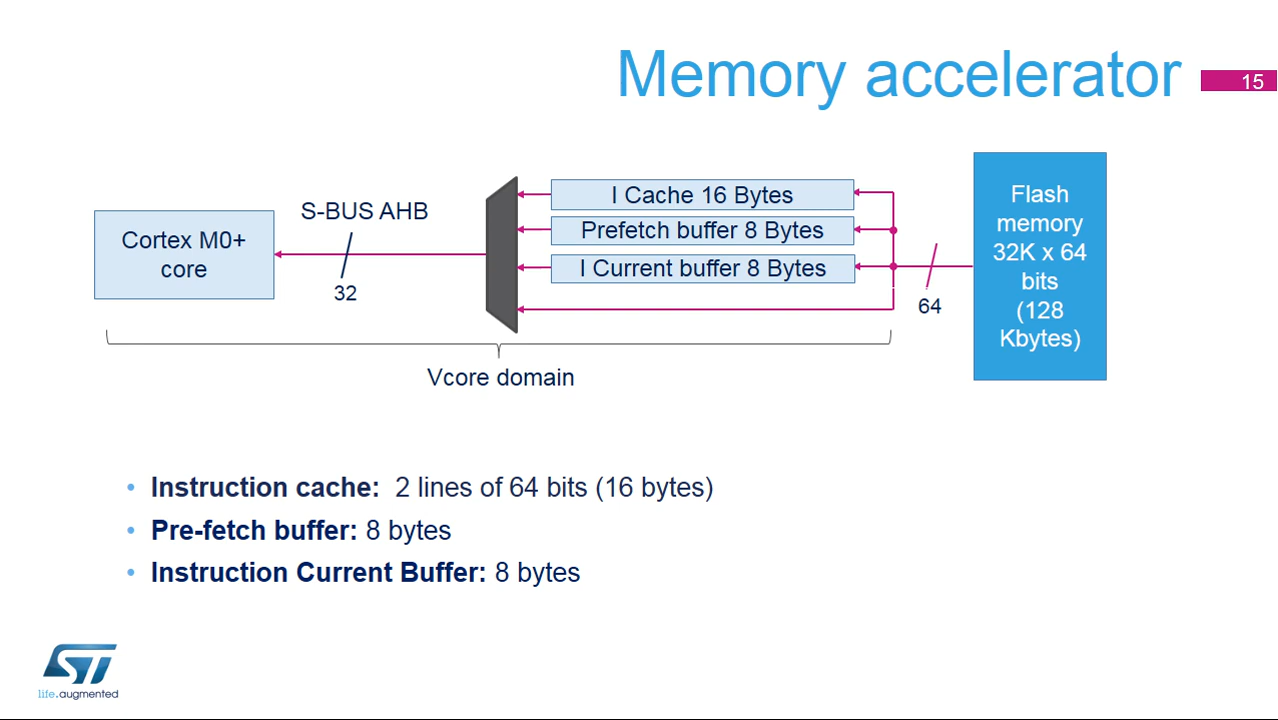 Memory accelerator
15
Cortex M0+
core
S-BUS AHB
32
I Cache 16 Bytes
Prefetch buffer 8 Bytes
I Current buffer 8 Bytes
64
Flash
memory
32K x 64
bits
(128
Kbytes)
Vcore domain
• Instruction cache: 2 lines of 64 bits (16 bytes)
• Pre-fetch buffer: 8 bytes
• Instruction Current Buffer: 8 bytes
ST
life.augmented